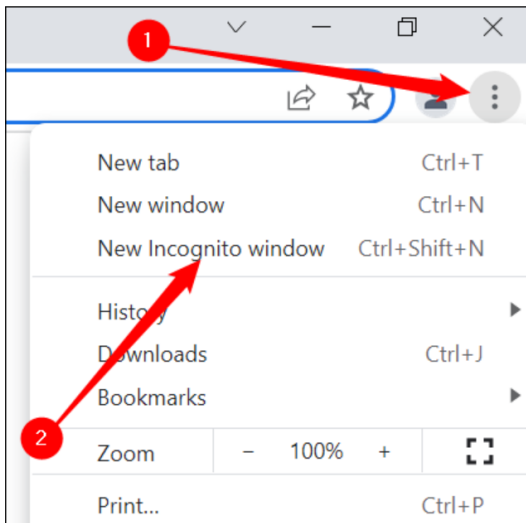 1
New tab Ctrl+T
New window Ctrl+N
New Incognito window Ctrl+Shift+N
History
Downloads Ctrl+J
Bookmarks
2
Zoom - 100% +
Print... Ctrl+P